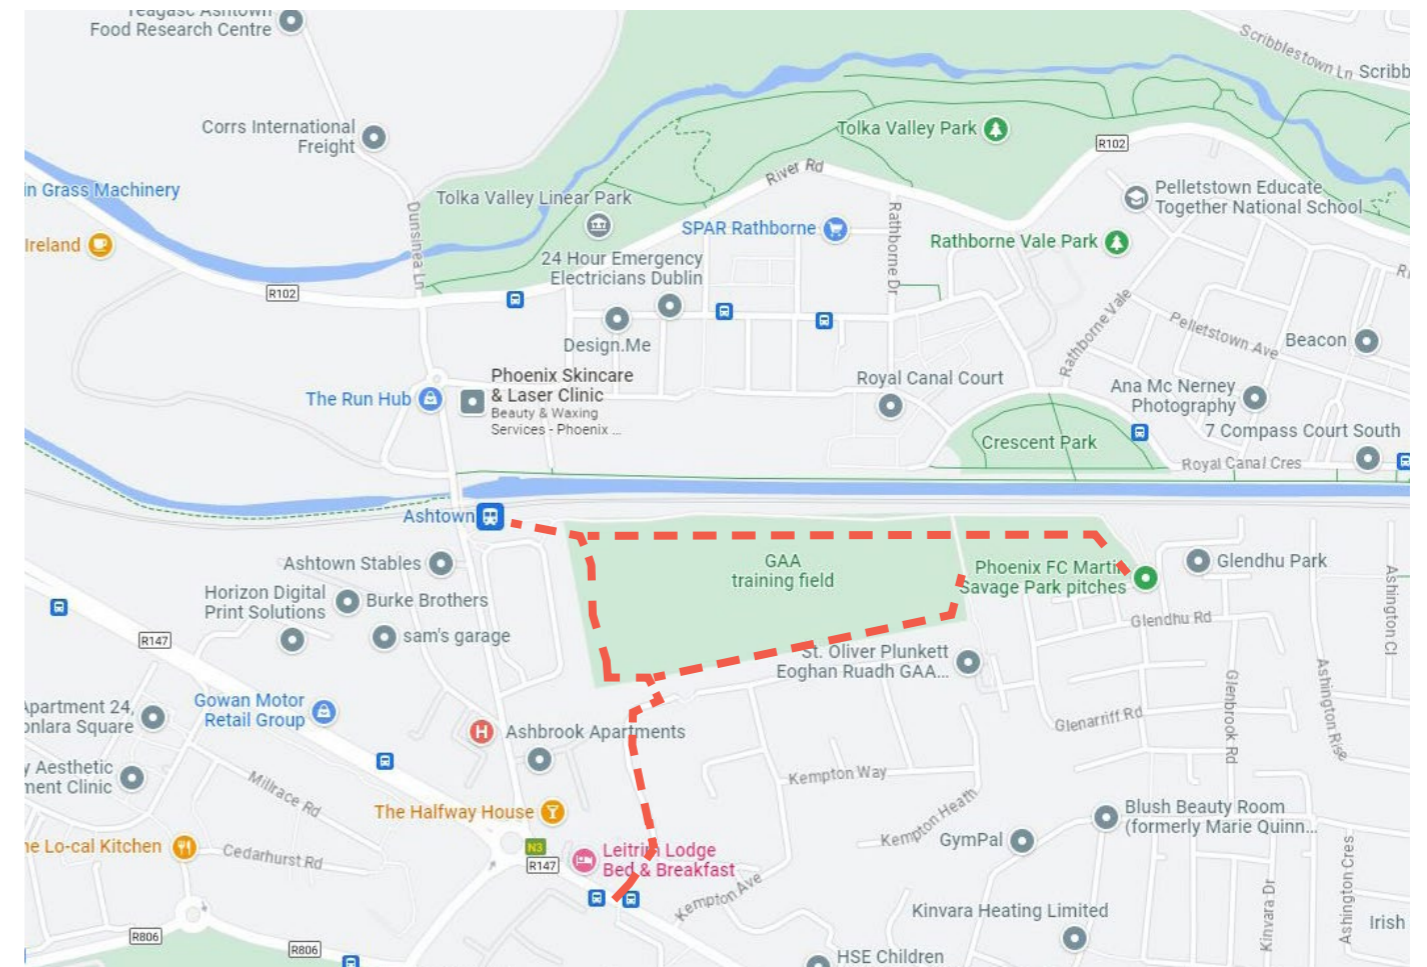 Teagasc Ashtown
Food Research Centre
Scribblestown Ln
Scribb
Corrs International
Freight
Tolka Valley Park
R102
River Rd
in Grass Machinery
Tolka Valley Linear Park
Pelletstown Educate
Together National School
Dunsinea Ln
Rathborne Dr
SPAR Rathborne
Rathborne Vale Park
Ireland
24 Hour Emergency
Electricians Dublin
R102
Rathborne Vale
Pelletstown Ave
Beacon
Design.Me
Phoenix Skincare
& Laser Clinic
Beauty & Waxing
Services - Phoenix ...
The Run Hub
Royal Canal Court
Ana Mc Nerney
Photography
Crescent Park
7 Compass Court South
Royal Canal Cres
Ashtown
Ashtown Stables
GAA
training field
Phoenix FC Martin
Savage Park pitches
Glendhu Park
Horizon Digital
Print Solutions
Burke Brothers
sam's garage
Glendhu Rd
Ashington Cl
R147
St. Oliver Plunkett
Eoghan Ruadh GAA...
Gowan Motor
Retail Group
Apartment 24,
onlara Square
Ashbrook Apartments
Glenarriff Rd
Glenbrook Rd
Ashington Rise
y Aesthetic
ment Clinic
Millrace Rd
Kempton Way
The Halfway House
Kempton Heath
Blush Beauty Room
(formerly Marie Quinn...
GymPal
ne Lo-cal Kitchen
Cedarhurst Rd
N3
R147
Leitrim Lodge
Bed & Breakfast
Kempton Ave
Kinvara Heating Limited
Kinvara Dr
Ashington Cres
Irish
R806
R806
HSE Children